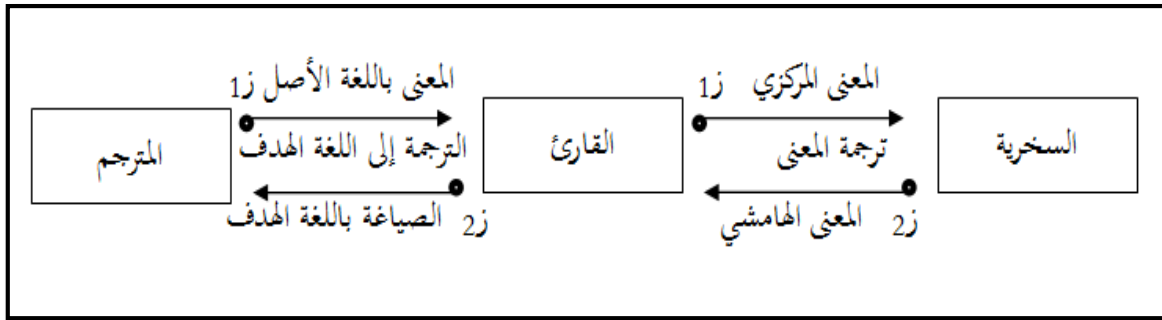 المعنى المركزي ز1
المعنى باللغة الأصل ز1
السخرية
ترجمة المعنى
القارئ
الترجمة إلى اللغة الهدف
المترجم
ز2 المعنى الهامشي
ز2 الصياغة باللغة الهدف